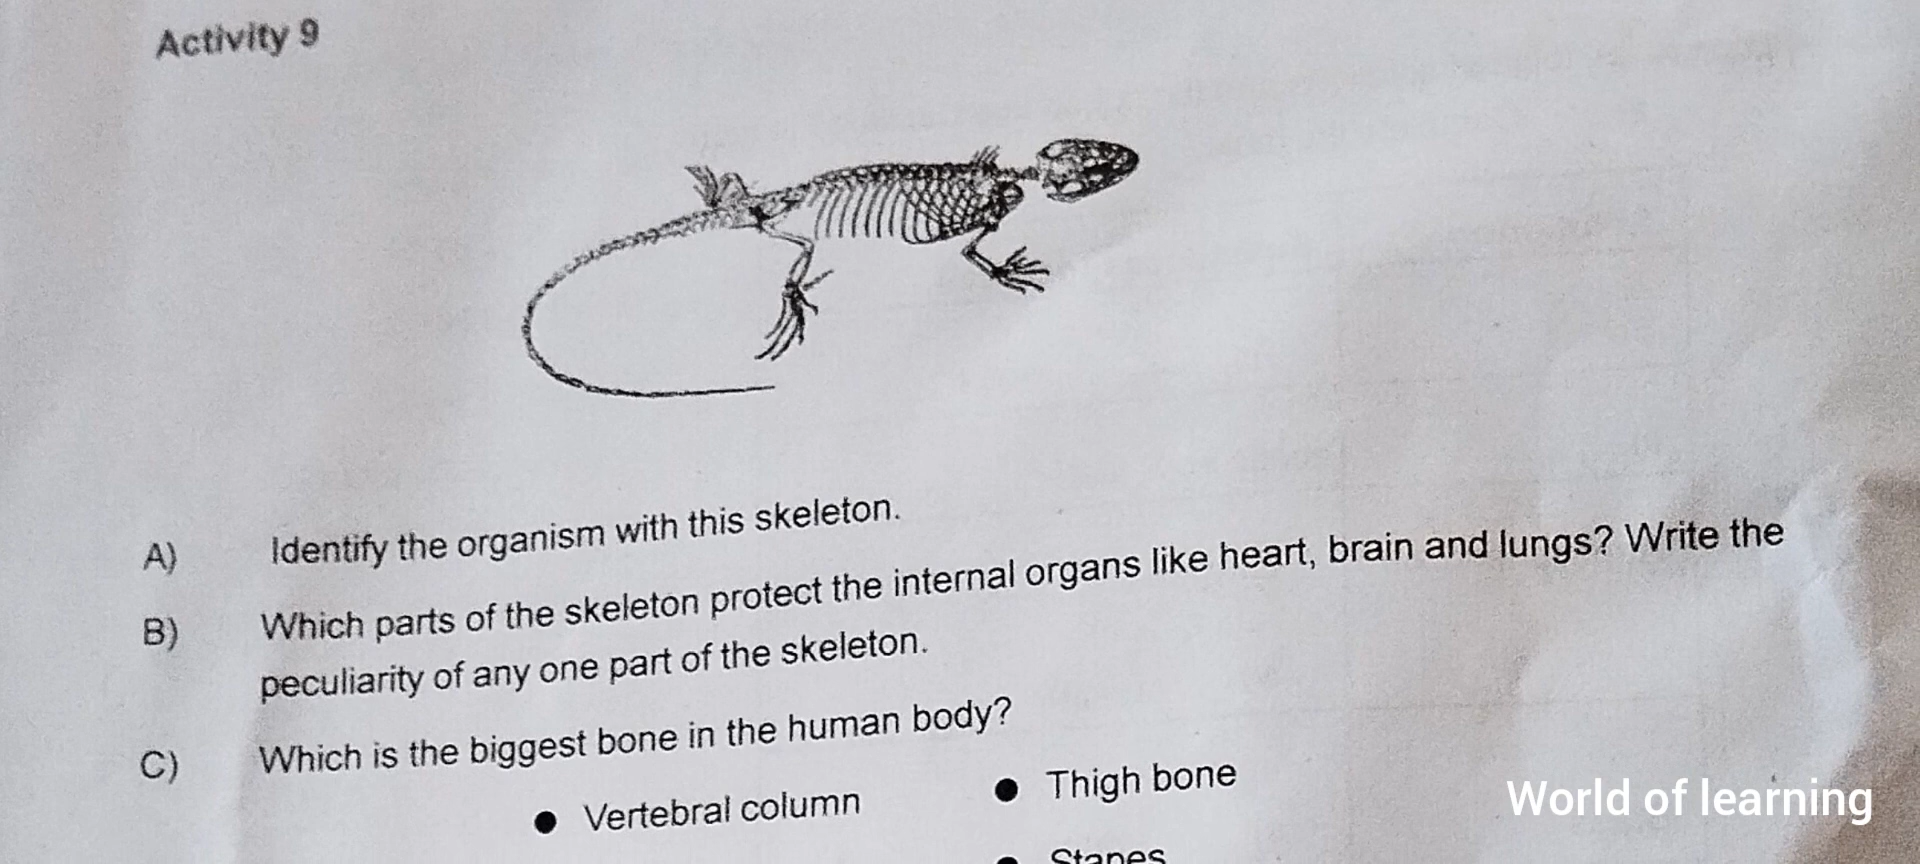 Activity 9
A) Identify the organism with this skeleton.
B) Which parts of the skeleton protect the internal organs like heart, brain and lungs? Write the
peculiarity of any one part of the skeleton.
C) Which is the biggest bone in the human body?
● Vertebral column ● Thigh bone
● Stapes
World of learning